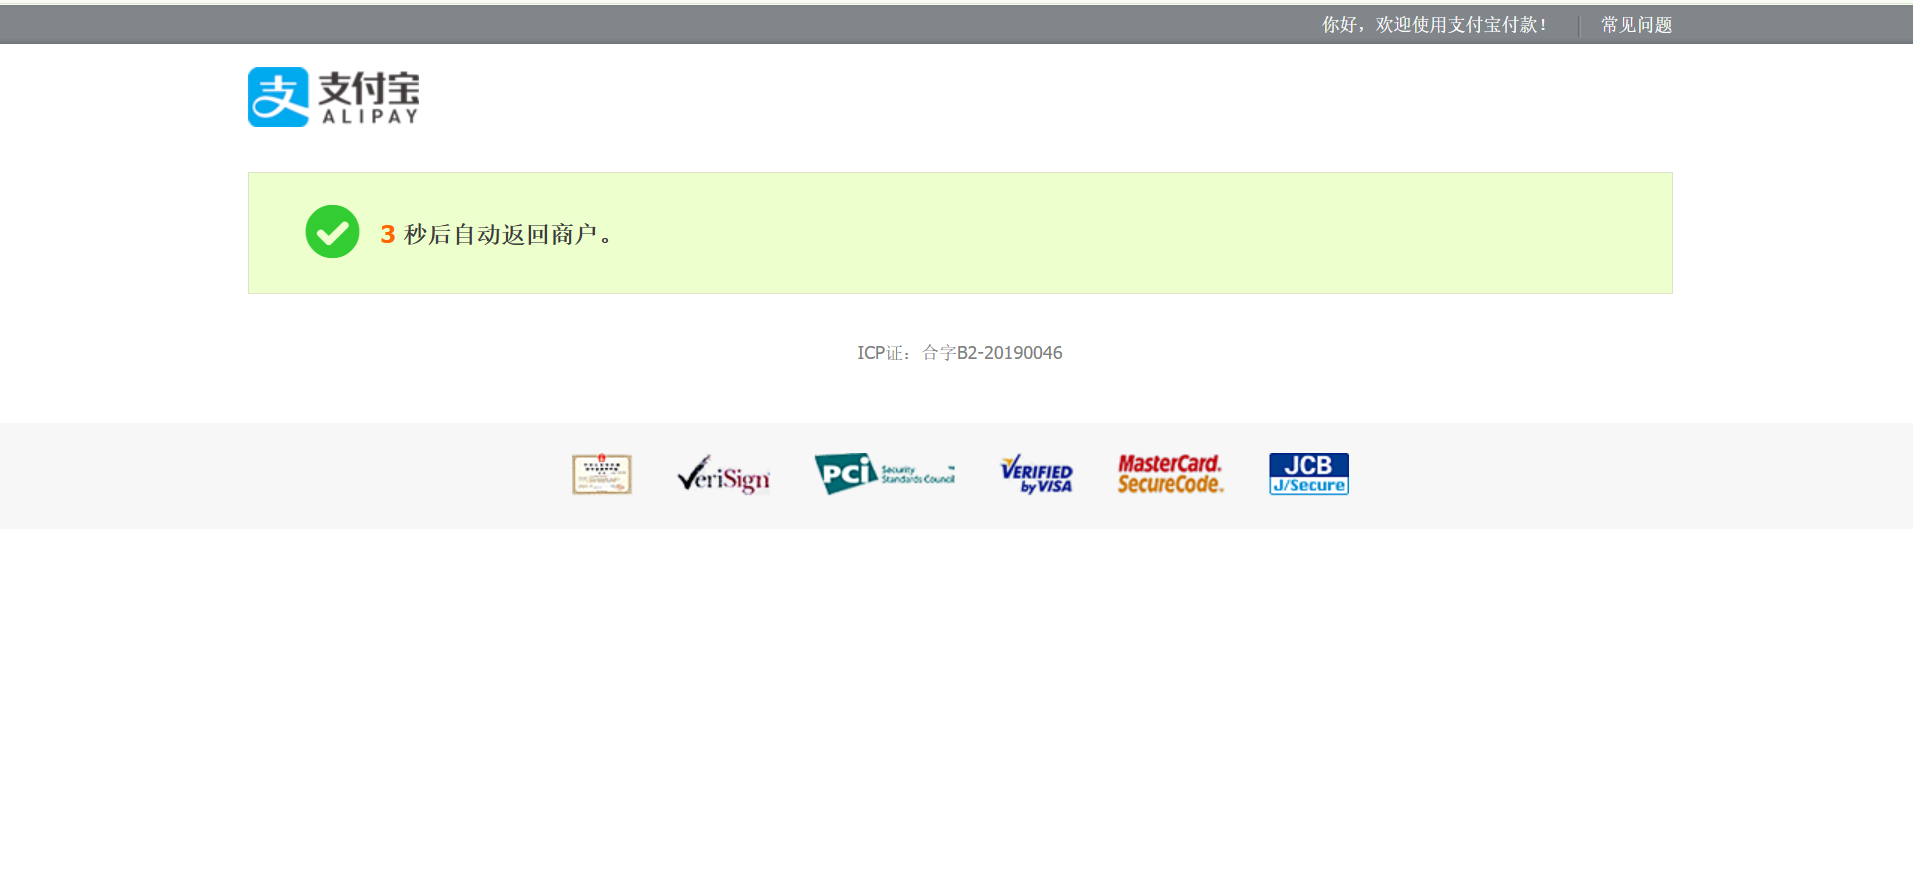 你好，欢迎使用支付宝付款！ 常见问题
支 支付宝
ALIPAY
3 秒后自动返回商户。
ICP证：合字B2-20190046
VeriSign PCi Security Standards Council VERIFIED by VISA MasterCard. SecureCode. JCB J/Secure